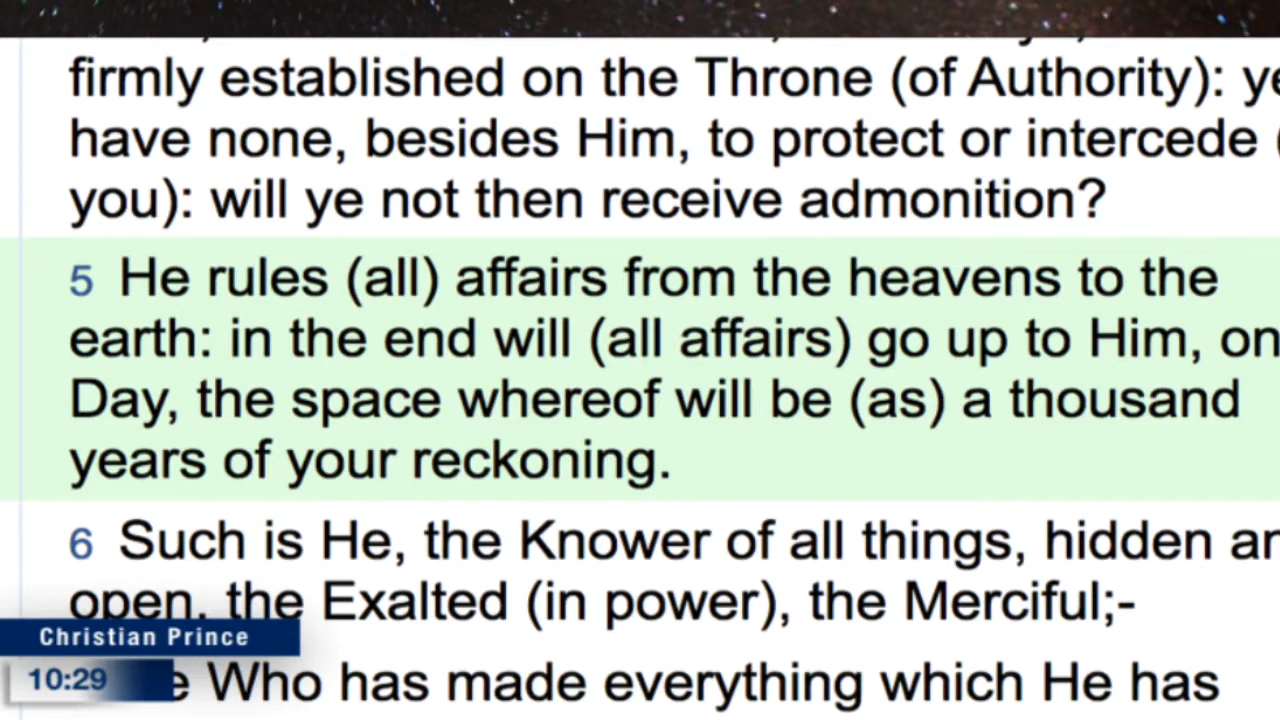 firmly established on the Throne (of Authority): ye
have none, besides Him, to protect or intercede (
you): will ye not then receive admonition?
5 He rules (all) affairs from the heavens to the
earth: in the end will (all affairs) go up to Him, on
Day, the space whereof will be (as) a thousand
years of your reckoning.
6 Such is He, the Knower of all things, hidden an
open, the Exalted (in power), the Merciful;-
Christian Prince
10:29
e Who has made everything which He has